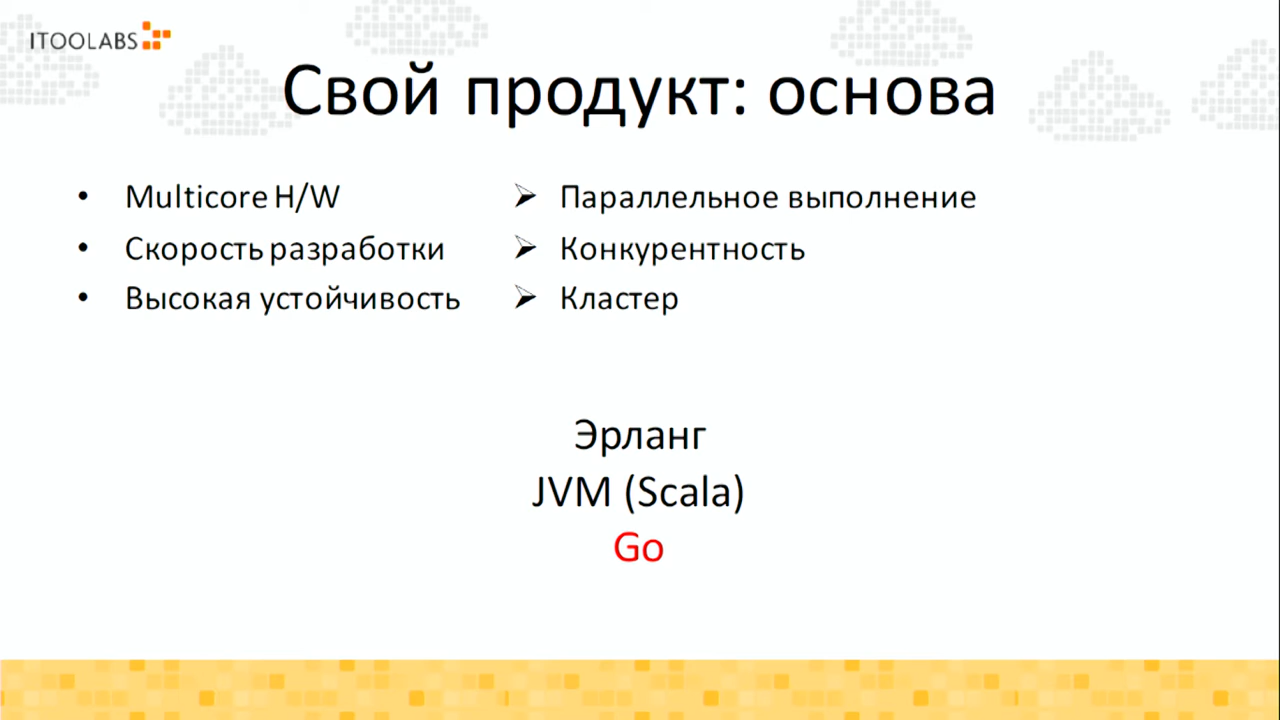 ITOOLABS
Свой продукт: основа
• Multicore H/W
• Скорость разработки
• Высокая устойчивость
➢ Параллельное выполнение
➢ Конкурентность
➢ Кластер
Эрланг
JVM (Scala)
Go